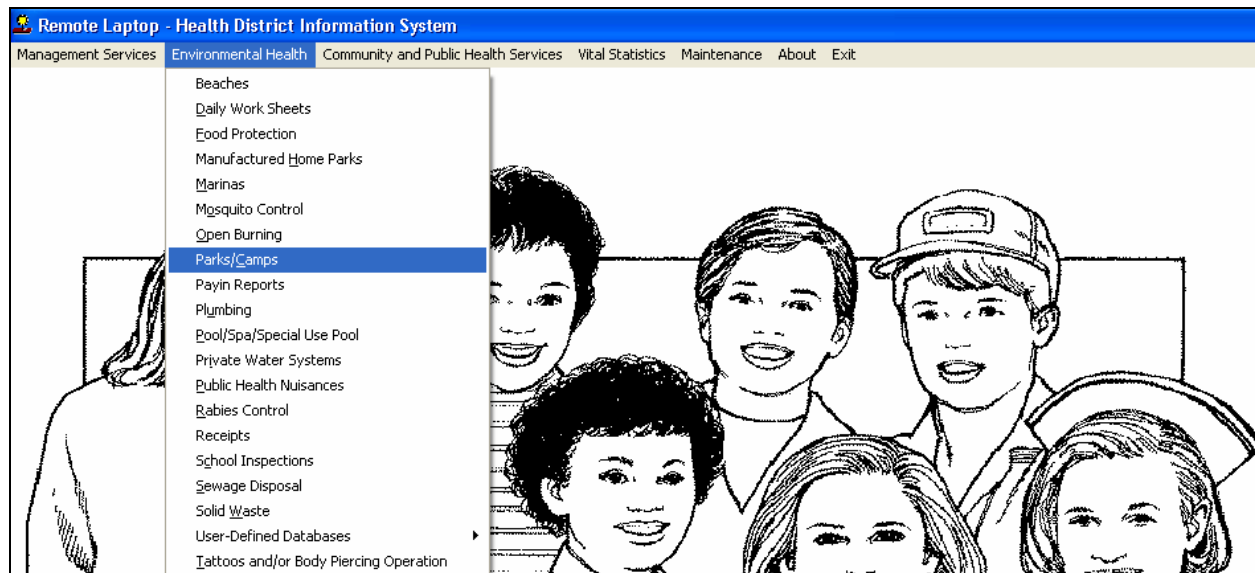 Remote Laptop - Health District Information System
Management Services Environmental Health Community and Public Health Services Vital Statistics Maintenance About Exit
Beaches
Daily Work Sheets
Food Protection
Manufactured Home Parks
Marinas
Mosquito Control
Open Burning
Parks/Camps
Payin Reports
Plumbing
Pool/Spa/Special Use Pool
Private Water Systems
Public Health Nuisances
Rabies Control
Receipts
School Inspections
Sewage Disposal
Solid Waste
User-Defined Databases
Tattoos and/or Body Piercing Operation